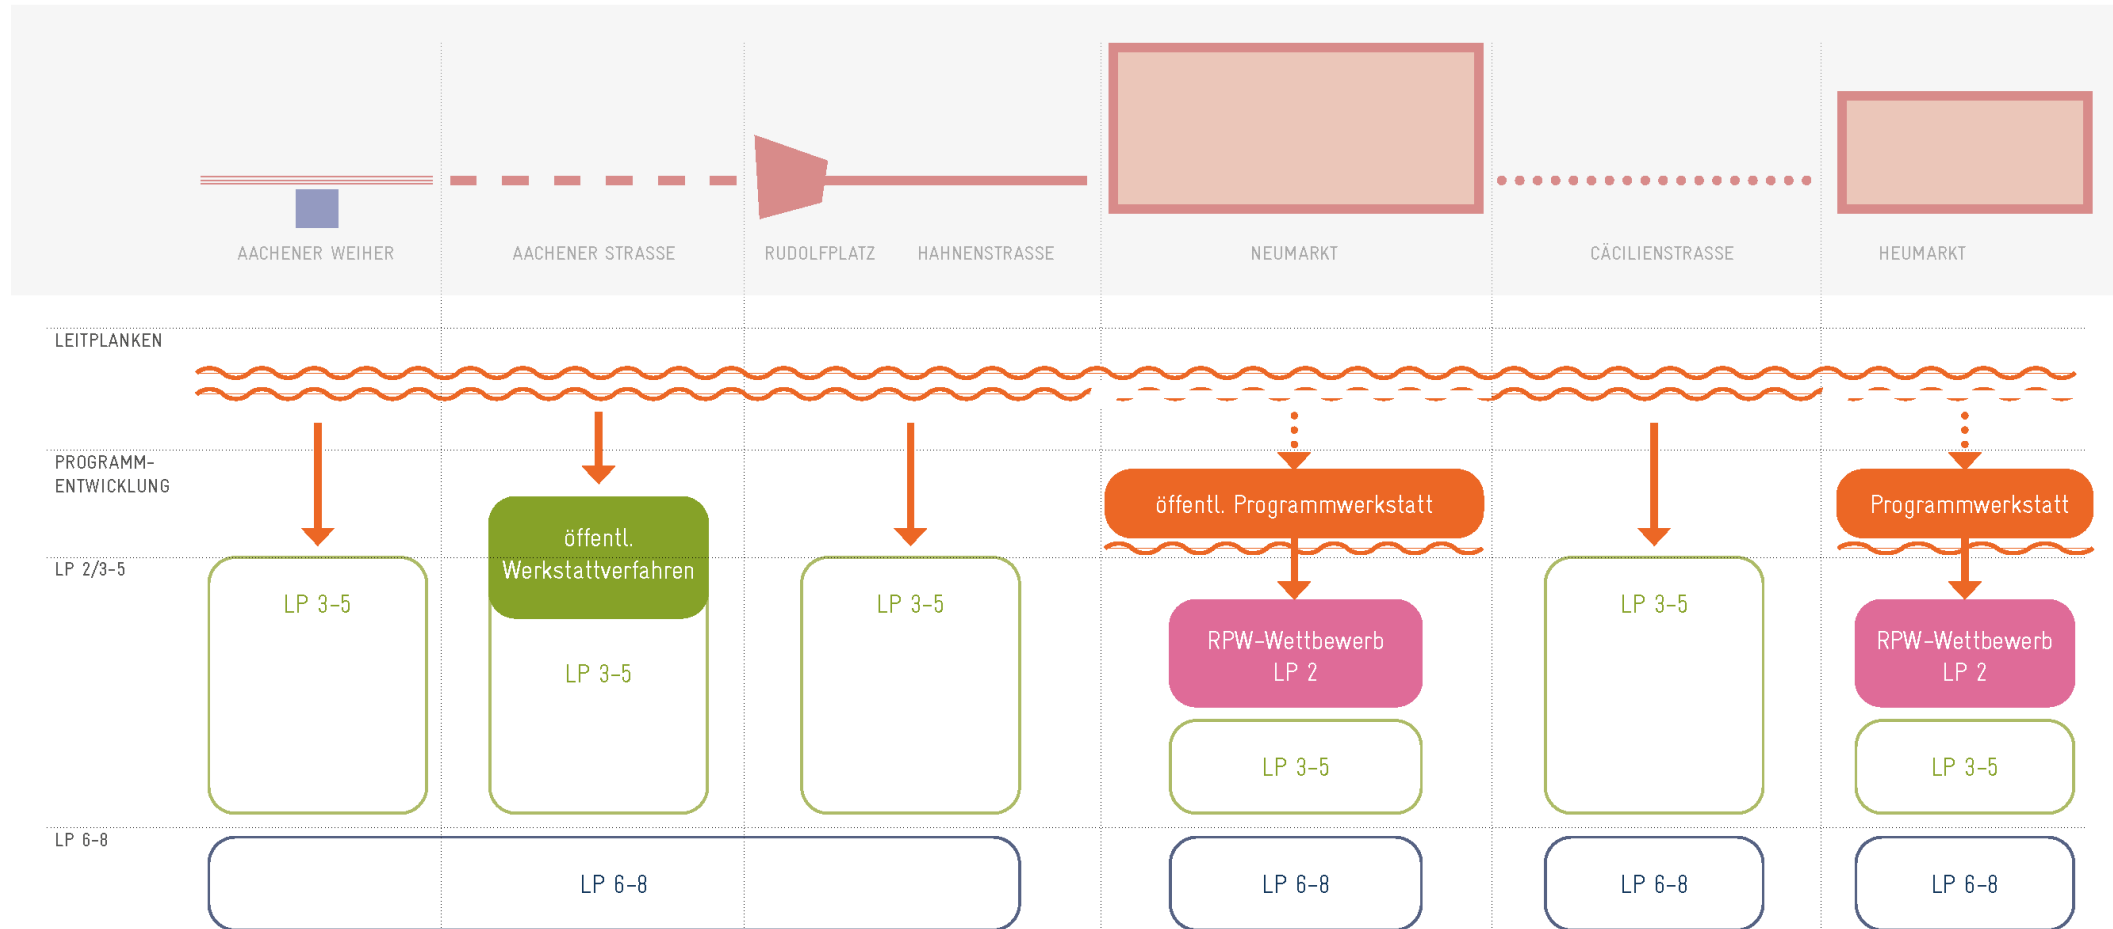 AACHENER WEIHER
AACHENER STRASSE
RUDOLFPLATZ
HAHNENSTRASSE
NEUMARKT
CÄCILIENSTRASSE
HEUMARKT
LEITPLANKEN
PROGRAMM-
ENTWICKLUNG
öffentl. Programmwerkstatt
Programmwerkstatt
öffentl.
Werkstattverfahren
LP 2/3-5
LP 3-5
LP 3-5
LP 3-5
LP 3-5
RPW-Wettbewerb
LP 2
RPW-Wettbewerb
LP 2
LP 3-5
LP 3-5
LP 6-8
LP 6-8
LP 6-8
LP 6-8
LP 6-8